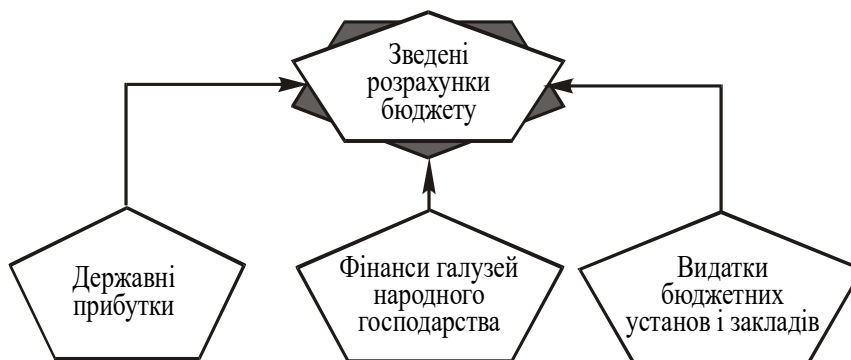 Зведені
розрахунки
бюджету
Державні
прибутки
Фінанси галузей
народного
господарства
Видатки
бюджетних
установ і закладів